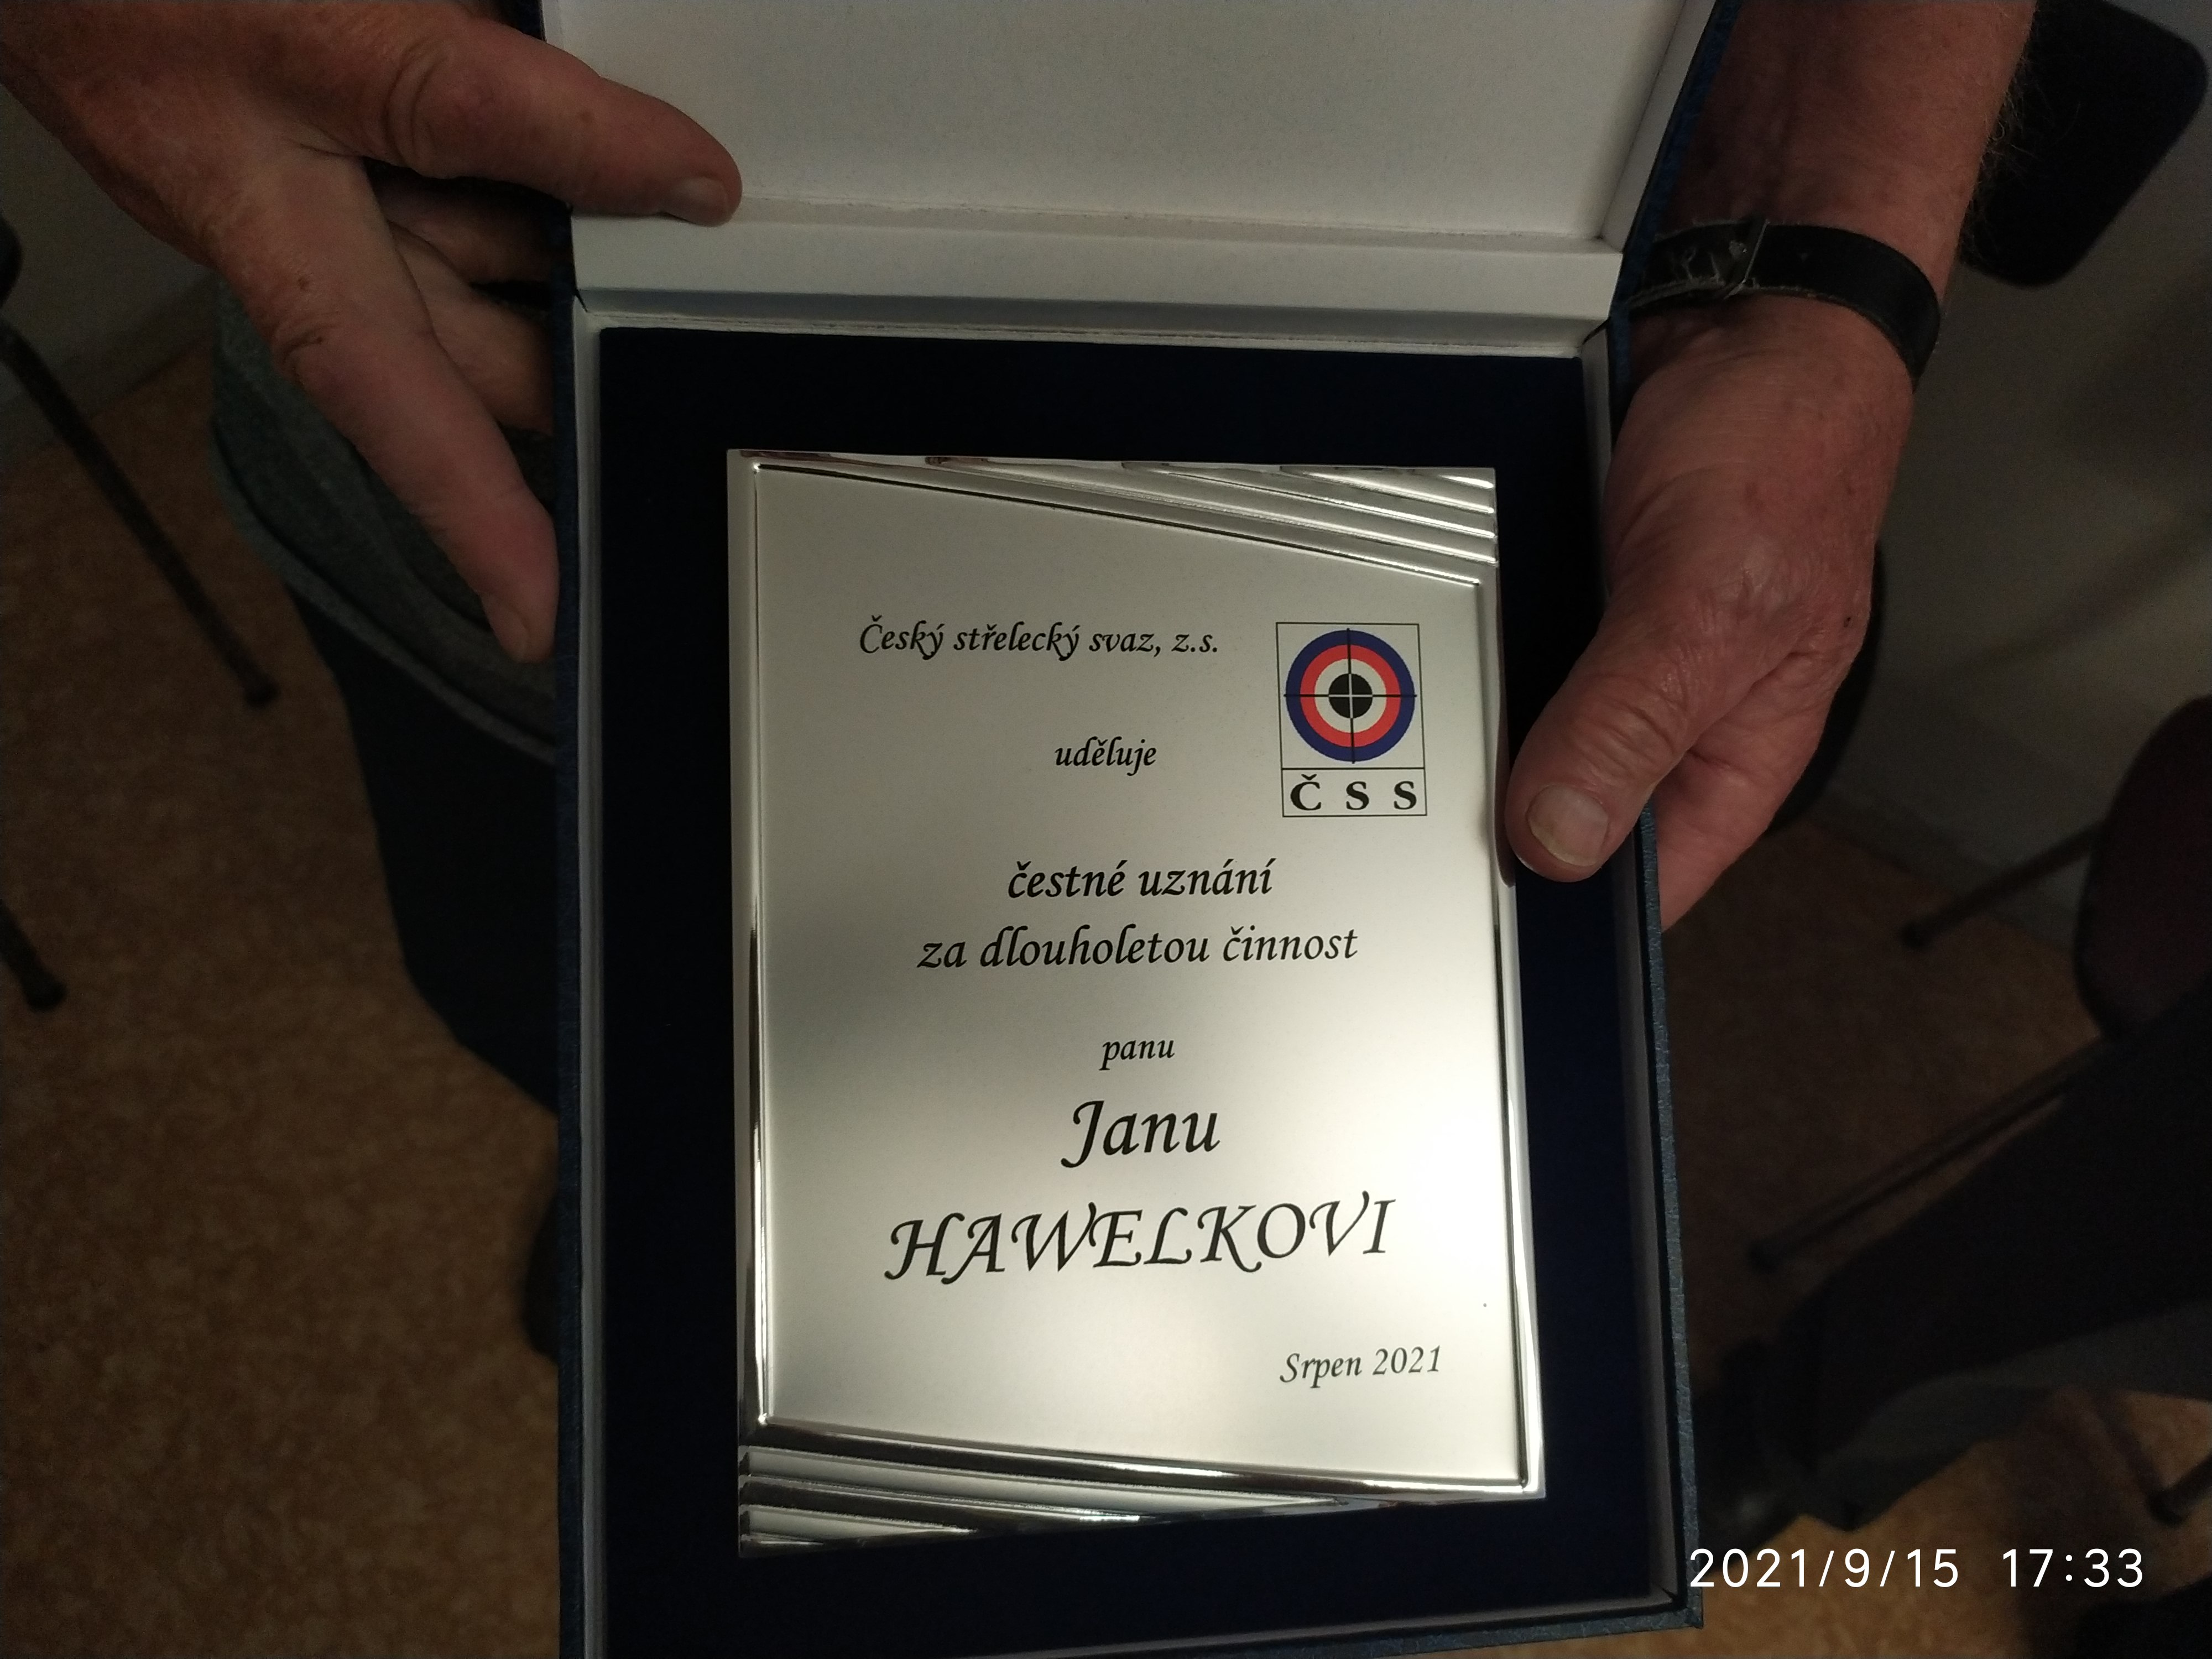 Český střelecký svaz, z.s.
uděluje
Č S S
čestné uznání
za dlouholetou činnost
panu
Janu
HAWELKOVI
Srpen 2021
2021/9/15 17:33